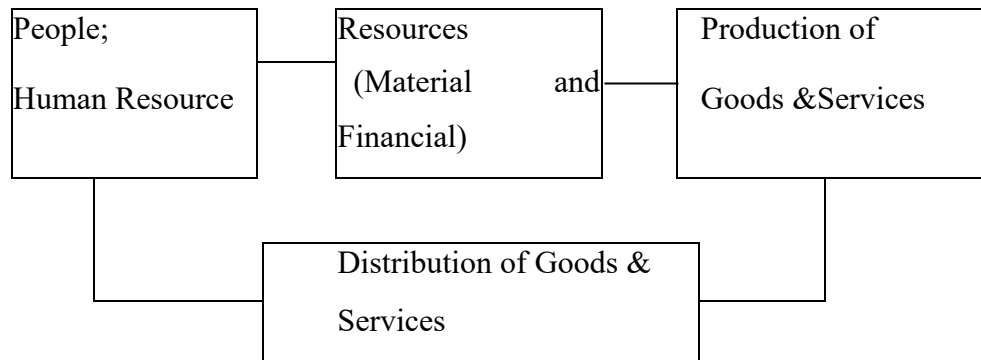 People;
Human Resource
Resources
(Material and
Financial)
Production of
Goods &Services
Distribution of Goods &
Services